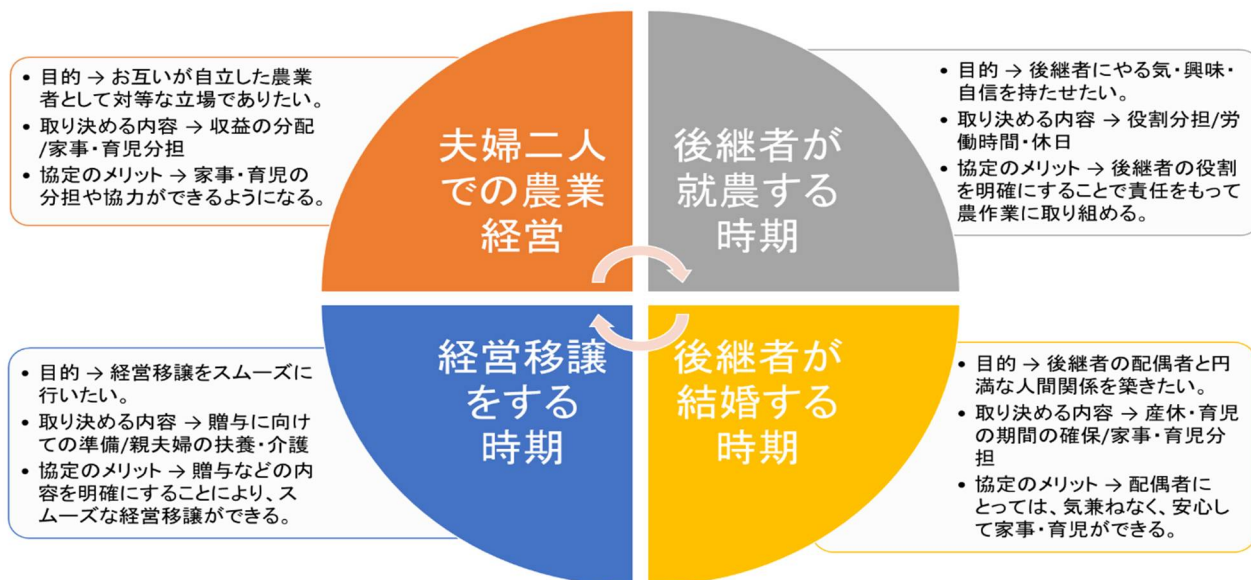 • 目的 → お互いが自立した農業
者として対等な立場でありたい。
• 取り決める内容 → 収益の分配
/家事・育児分担
• 協定のメリット → 家事・育児の
分担や協力ができるようになる。
夫婦二人
での農業
経営
後継者が
就農する
時期
• 目的 → 後継者にやる気・興味・
自信を持たせたい。
• 取り決める内容 → 役割分担/労
働時間・休日
• 協定のメリット → 後継者の役割
を明確にすることで責任をもって
農作業に取り組める。
• 目的 → 経営移譲をスムーズに
行いたい。
• 取り決める内容 → 贈与に向け
ての準備/親夫婦の扶養・介護
• 協定のメリット → 贈与などの内
容を明確にすることにより、ス
ムーズな経営移譲ができる。
経営移譲
をする
時期
後継者が
結婚する
時期
• 目的 → 後継者の配偶者と円
満な人間関係を築きたい。
• 取り決める内容 → 産休・育児
の期間の確保/家事・育児分
担
• 協定のメリット → 配偶者に
とっては、気兼ねなく、安心し
て家事・育児ができる。